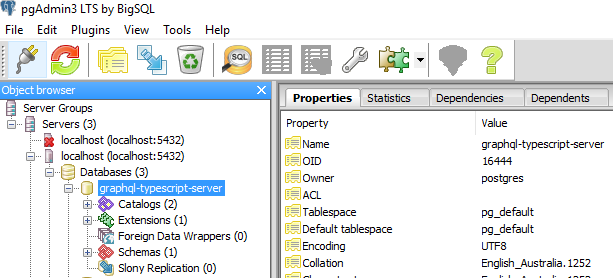 pgAdmin3 LTS by BigSQL
File Edit Plugins View Tools Help
SQL
Object browser
Server Groups
Servers (3)
localhost (localhost:5432)
localhost (localhost:5432)
Databases (3)
graphql-typescript-server
Catalogs (2)
Extensions (1)
Foreign Data Wrappers (0)
Schemas (1)
Slony Replication (0)
Properties Statistics Dependencies Dependents
Property Value
Name graphql-typescript-server
OID 16444
Owner postgres
ACL
Tablespace pg_default
Default tablespace pg_default
Encoding UTF8
Collation English_Australia.1252